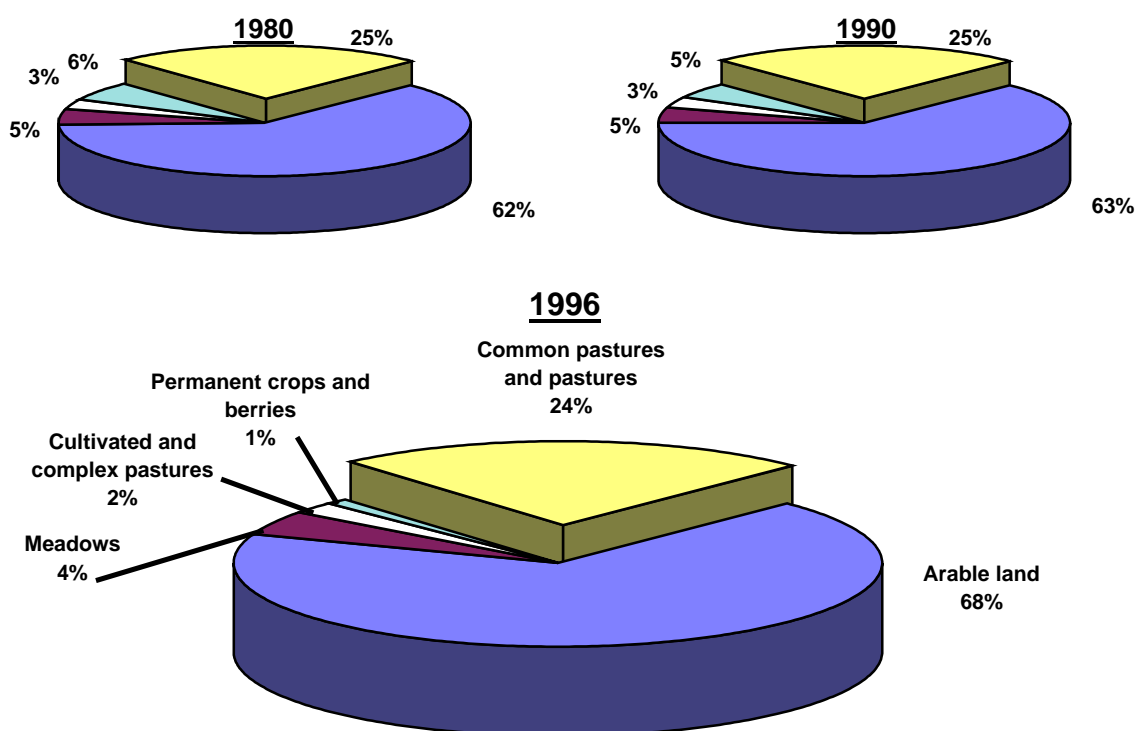 1980
25%
6%
3%
5%
62%
1990
25%
5%
3%
5%
63%
1996
Common pastures
and pastures
24%
Permanent crops and
berries
1%
Cultivated and
complex pastures
2%
Meadows
4%
Arable land
68%